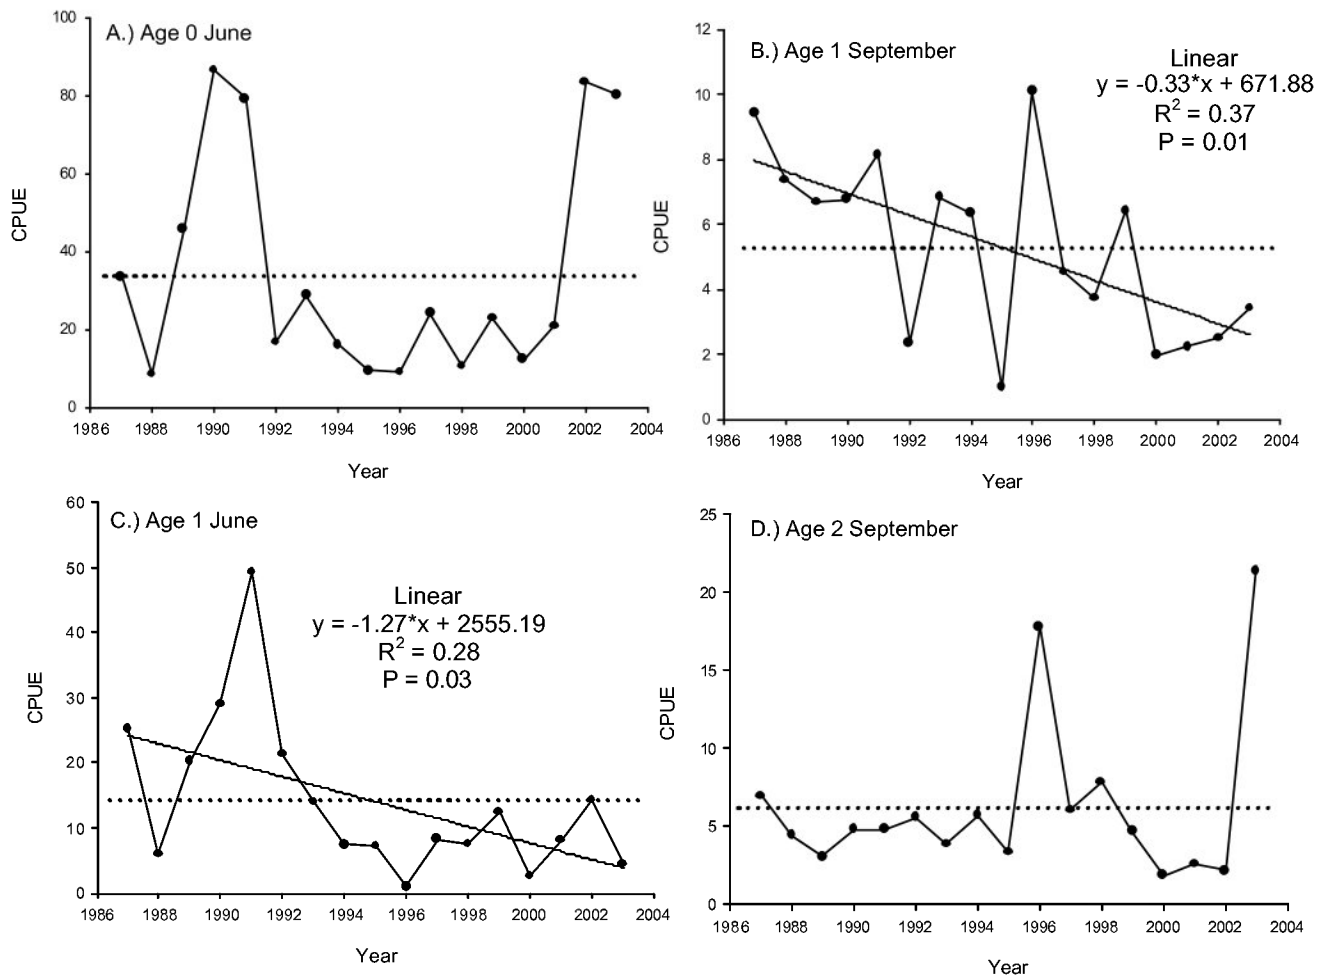 A.) Age 0 June
100
80
60
40
20
0
CPUE
1986 1988 1990 1992 1994 1996 1998 2000 2002 2004
Year
B.) Age 1 September
Linear
y = -0.33*x + 671.88
R² = 0.37
P = 0.01
12
10
8
6
4
2
0
CPUE
1986 1988 1990 1992 1994 1996 1998 2000 2002 2004
Year
C.) Age 1 June
Linear
y = -1.27*x + 2555.19
R² = 0.28
P = 0.03
60
50
40
30
20
10
0
CPUE
1986 1988 1990 1992 1994 1996 1998 2000 2002 2004
Year
D.) Age 2 September
25
20
15
10
5
0
CPUE
1986 1988 1990 1992 1994 1996 1998 2000 2002 2004
Year